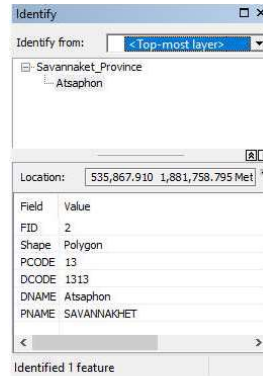 Identify
Identify from: <Top-most layer>
Savannaket_Province
Atsaphon
Location: 535,867.910 1,881,758.795 Met
Field Value
FID 2
Shape Polygon
PCODE 13
DCODE 1313
DNAME Atsaphon
PNAME SAVANNAKHET
Identified 1 feature